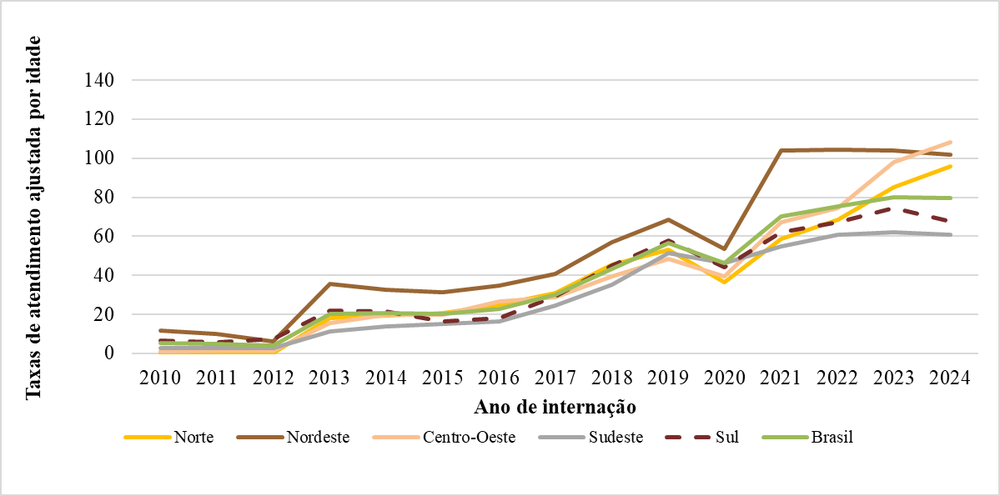 Taxas de atendimento ajustada por idade
140
120
100
80
60
40
20
0
2010 2011 2012 2013 2014 2015 2016 2017 2018 2019 2020 2021 2022 2023 2024
Ano de internação
Norte Nordeste Centro-Oeste Sudeste Sul Brasil